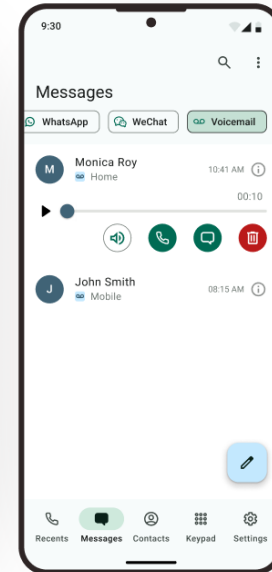 9:30
Messages
WhatsApp WeChat Voicemail
M Monica Roy 10:41 AM
Home
00:10
J John Smith 08:15 AM
Mobile
Recents Messages Contacts Keypad Settings